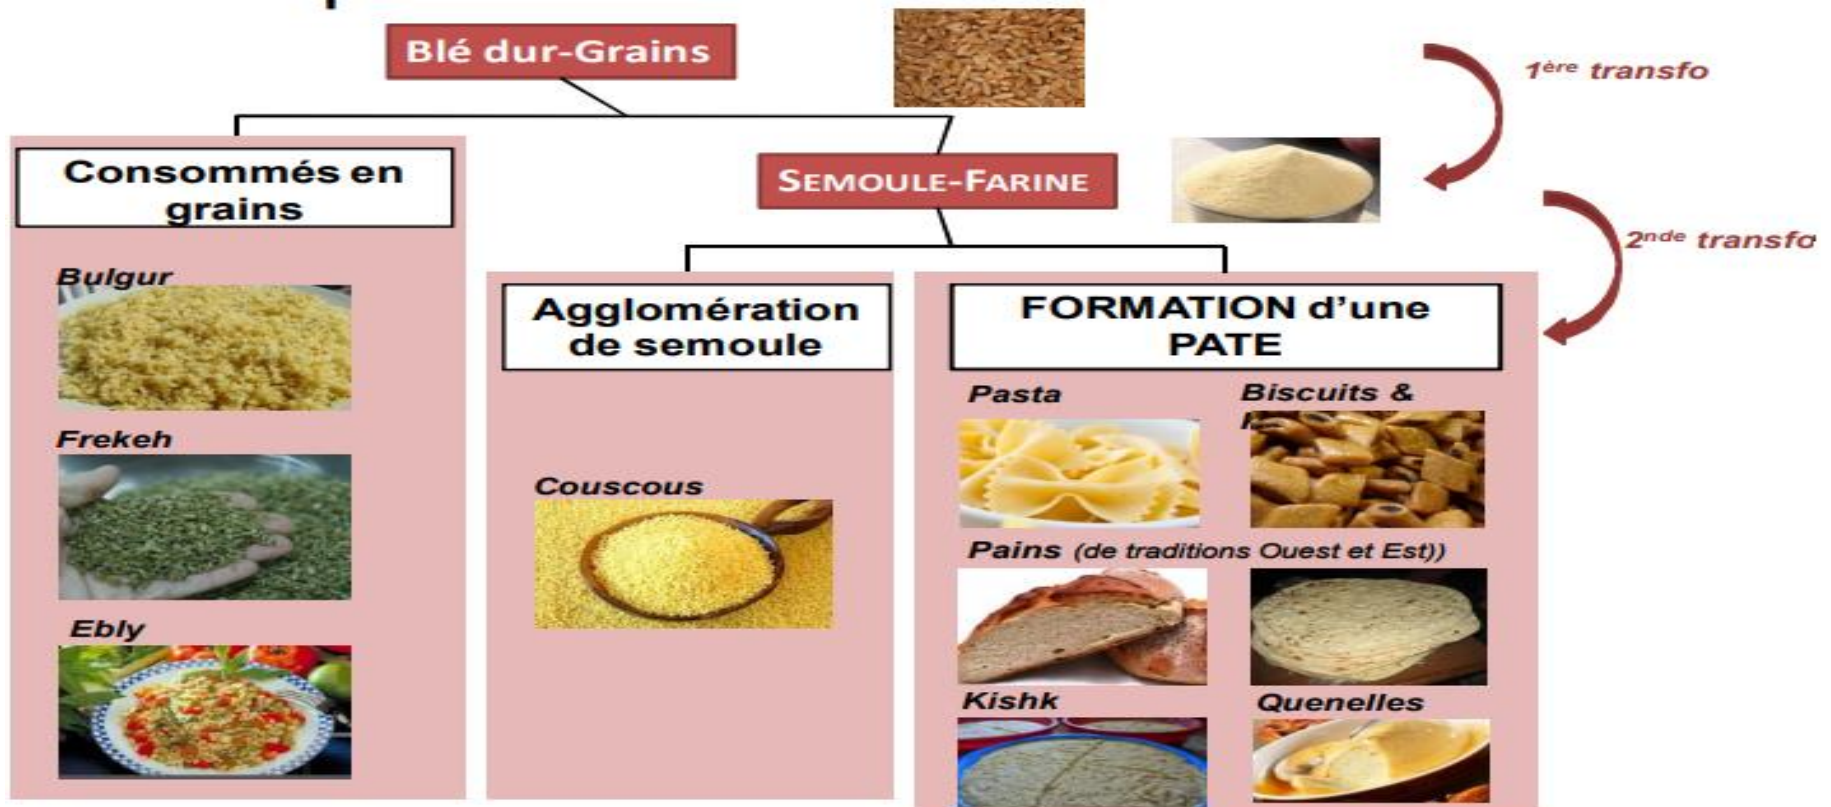 Blé dur-Grains
1ère transfo
Consommés en
grains
SEMOULE-FARINE
2nde transfo
Bulgur
Agglomération
de semoule
FORMATION d’une
PATE
Pasta
Biscuits &
Frekeh
Couscous
Pains (de traditions Ouest et Est))
Ebly
Kishk
Quenelles